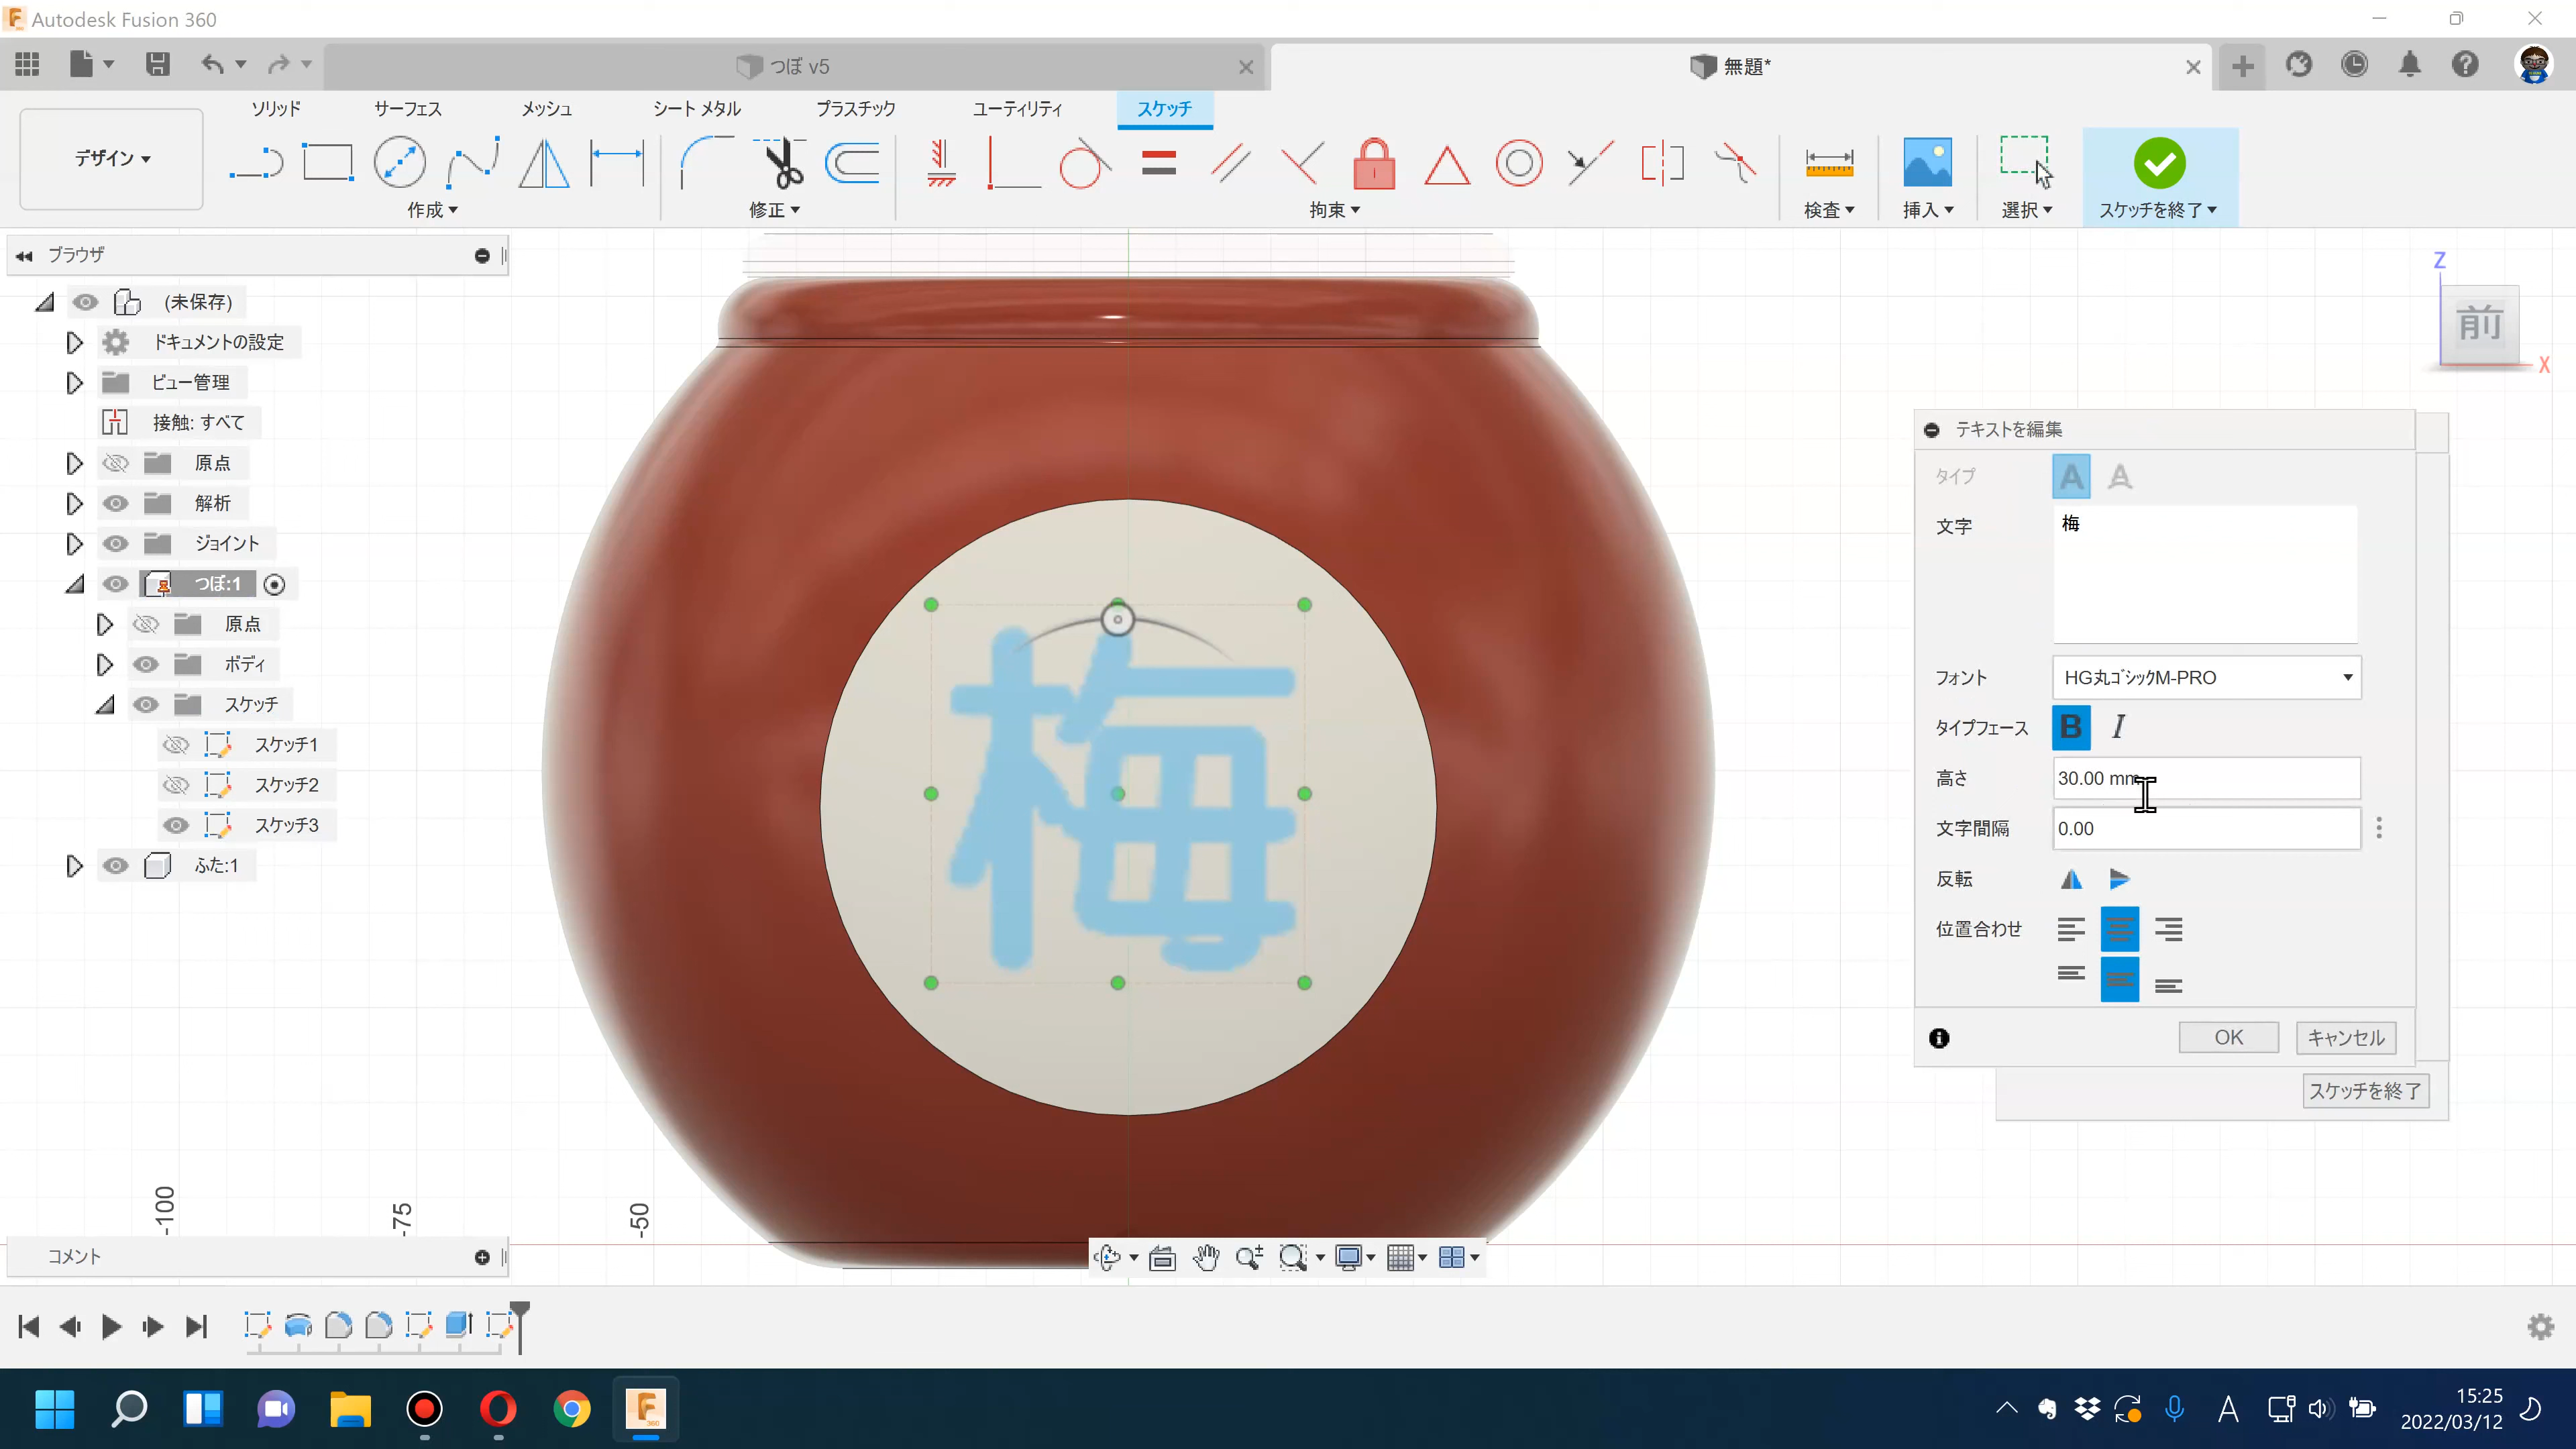 Autodesk Fusion 360
つぼ v5
無題*
ソリッド
サーフェス
メッシュ
シート メタル
プラスチック
ユーティリティ
スケッチ
デザイン
作成
修正
拘束
検査
挿入
選択
スケッチを終了
ブラウザ
(未保存)
ドキュメントの設定
ビュー管理
接触: すべて
原点
解析
ジョイント
つぼ:1
原点
ボディ
スケッチ
スケッチ1
スケッチ2
スケッチ3
ふた:1
梅
Z
前
X
テキストを編集
タイプ
A A
文字
梅
フォント
HG丸ゴシックM-PRO
タイプフェース
B I
高さ
30.00 mm
文字間隔
0.00
反転
位置合わせ
OK
キャンセル
スケッチを終了
-100
-75
-50
コメント
360
A
15:25
2022/03/12